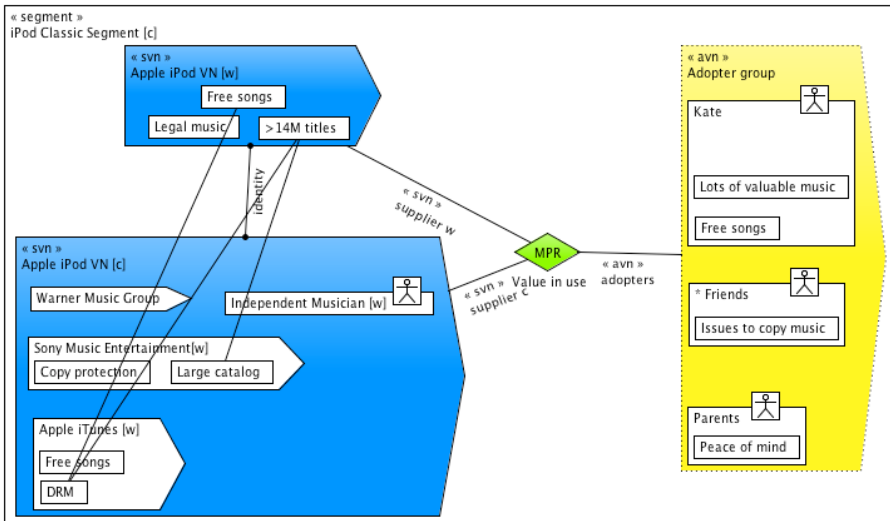 « segment »
iPod Classic Segment [c]
« svn »
Apple iPod VN [w]
Free songs
Legal music
>14M titles
identity
« svn »
Apple iPod VN [c]
Warner Music Group
Independent Musician [w]
Sony Music Entertainment[w]
Copy protection
Large catalog
Apple iTunes [w]
Free songs
DRM
« svn »
supplier w
« svn »
supplier c
MPR
Value in use
« avn »
adopters
« avn »
Adopter group
Kate
Lots of valuable music
Free songs
* Friends
Issues to copy music
Parents
Peace of mind